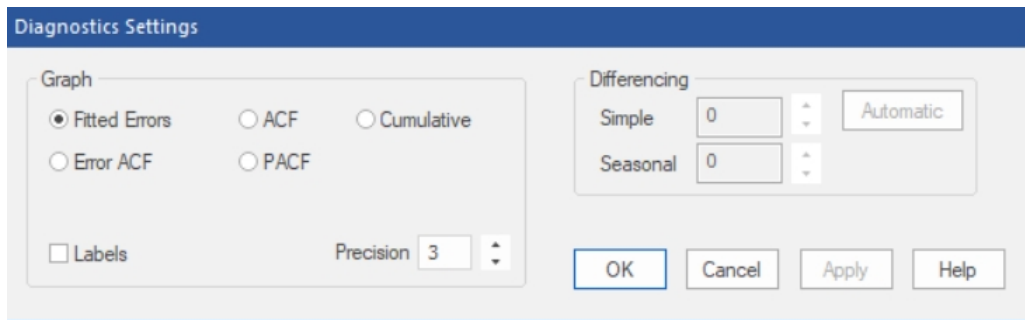 Diagnostics Settings
Graph
Fitted Errors ACF Cumulative
Error ACF PACF
Labels Precision 3
Differencing
Simple 0 Automatic
Seasonal 0
OK Cancel Apply Help